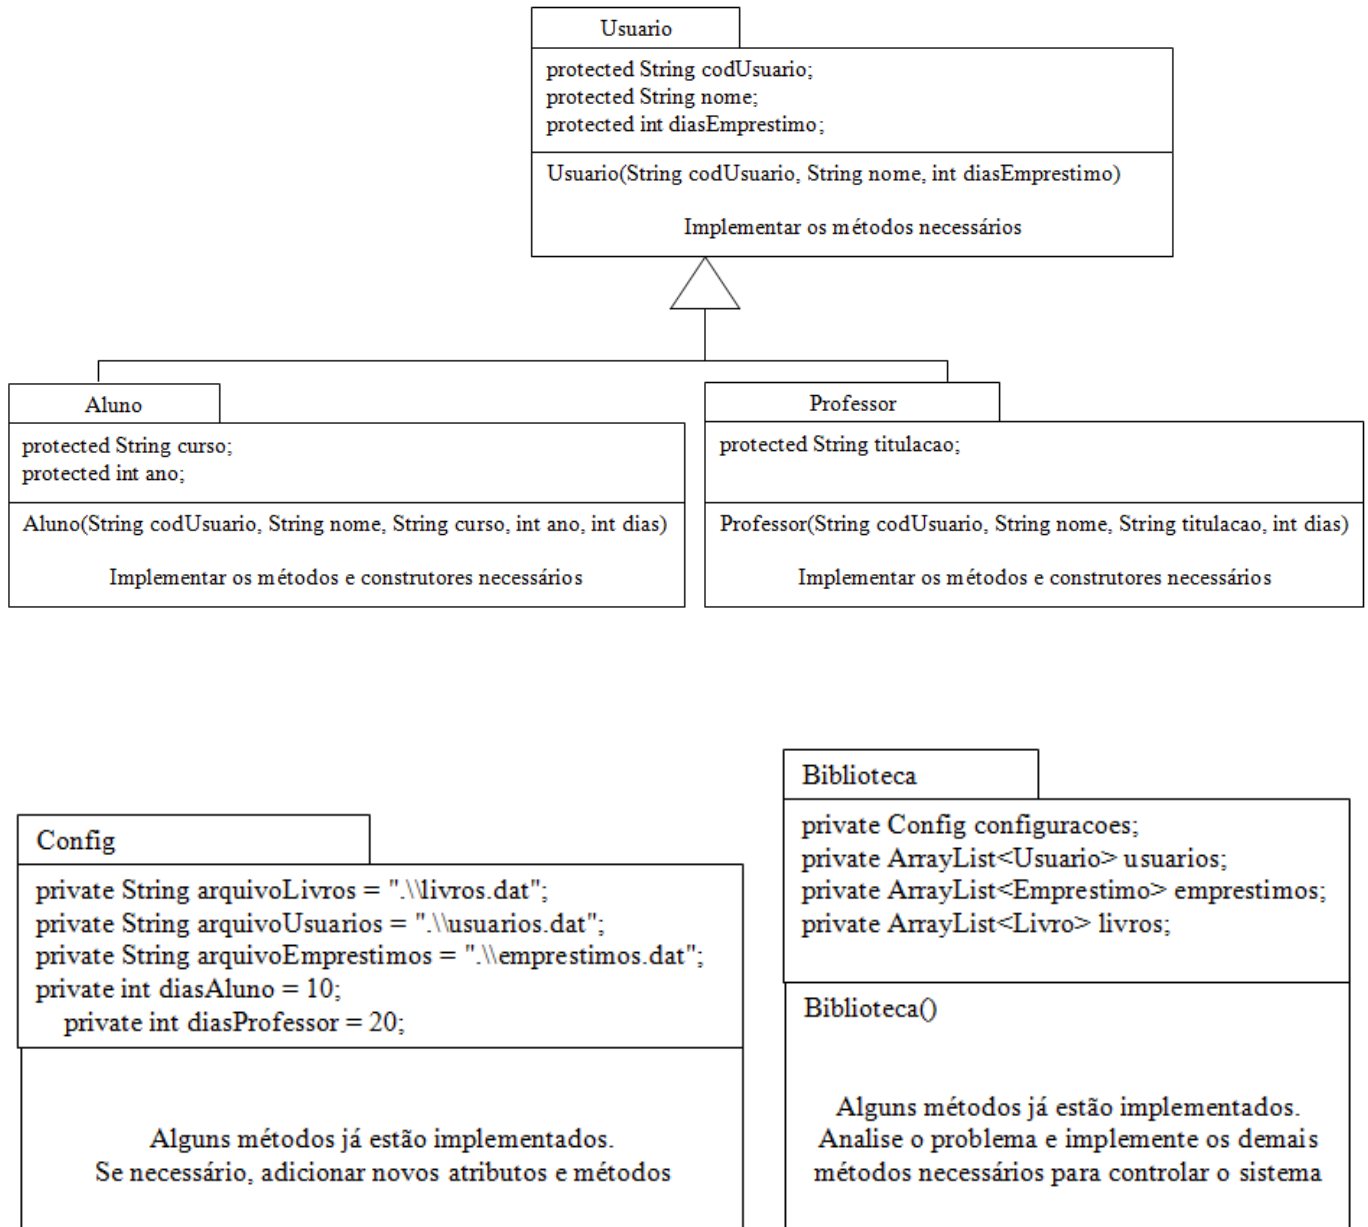 Usuario
protected String codUsuario;
protected String nome;
protected int diasEmprestimo;
Usuario(String codUsuario, String nome, int diasEmprestimo)
Implementar os métodos necessários
Aluno
protected String curso;
protected int ano;
Aluno(String codUsuario, String nome, String curso, int ano, int dias)
Implementar os métodos e construtores necessários
Professor
protected String titulacao;
Professor(String codUsuario, String nome, String titulacao, int dias)
Implementar os métodos e construtores necessários
Config
private String arquivoLivros = ".\\livros.dat";
private String arquivoUsuarios = ".\\usuarios.dat";
private String arquivoEmprestimos = ".\\emprestimos.dat";
private int diasAluno = 10;
private int diasProfessor = 20;
Alguns métodos já estão implementados.
Se necessário, adicionar novos atributos e métodos
Biblioteca
private Config configuracoes;
private ArrayList<Usuario> usuarios;
private ArrayList<Emprestimo> emprestimos;
private ArrayList<Livro> livros;
Biblioteca()
Alguns métodos já estão implementados.
Analise o problema e implemente os demais
métodos necessários para controlar o sistema